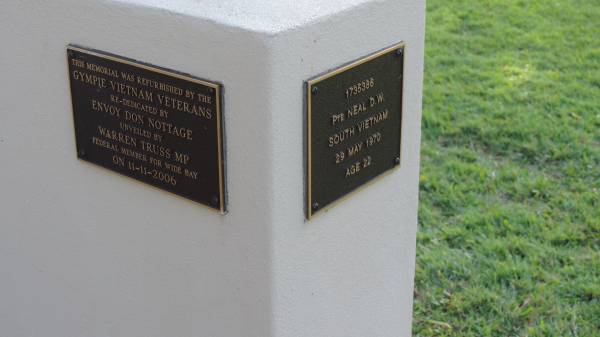 THIS MEMORIAL WAS REFURBISHED BY THE
GYMPIE VIETNAM VETERANS
RE-DEDICATED BY
ENVOY DON NOTTAGE
UNVEILED BY
WARREN TRUSS MP
FEDERAL MEMBER FOR WIDE BAY
ON 11-11-2006
1735386
PTE NEAL D.W.
SOUTH VIETNAM
29 MAY 1970
AGE 22